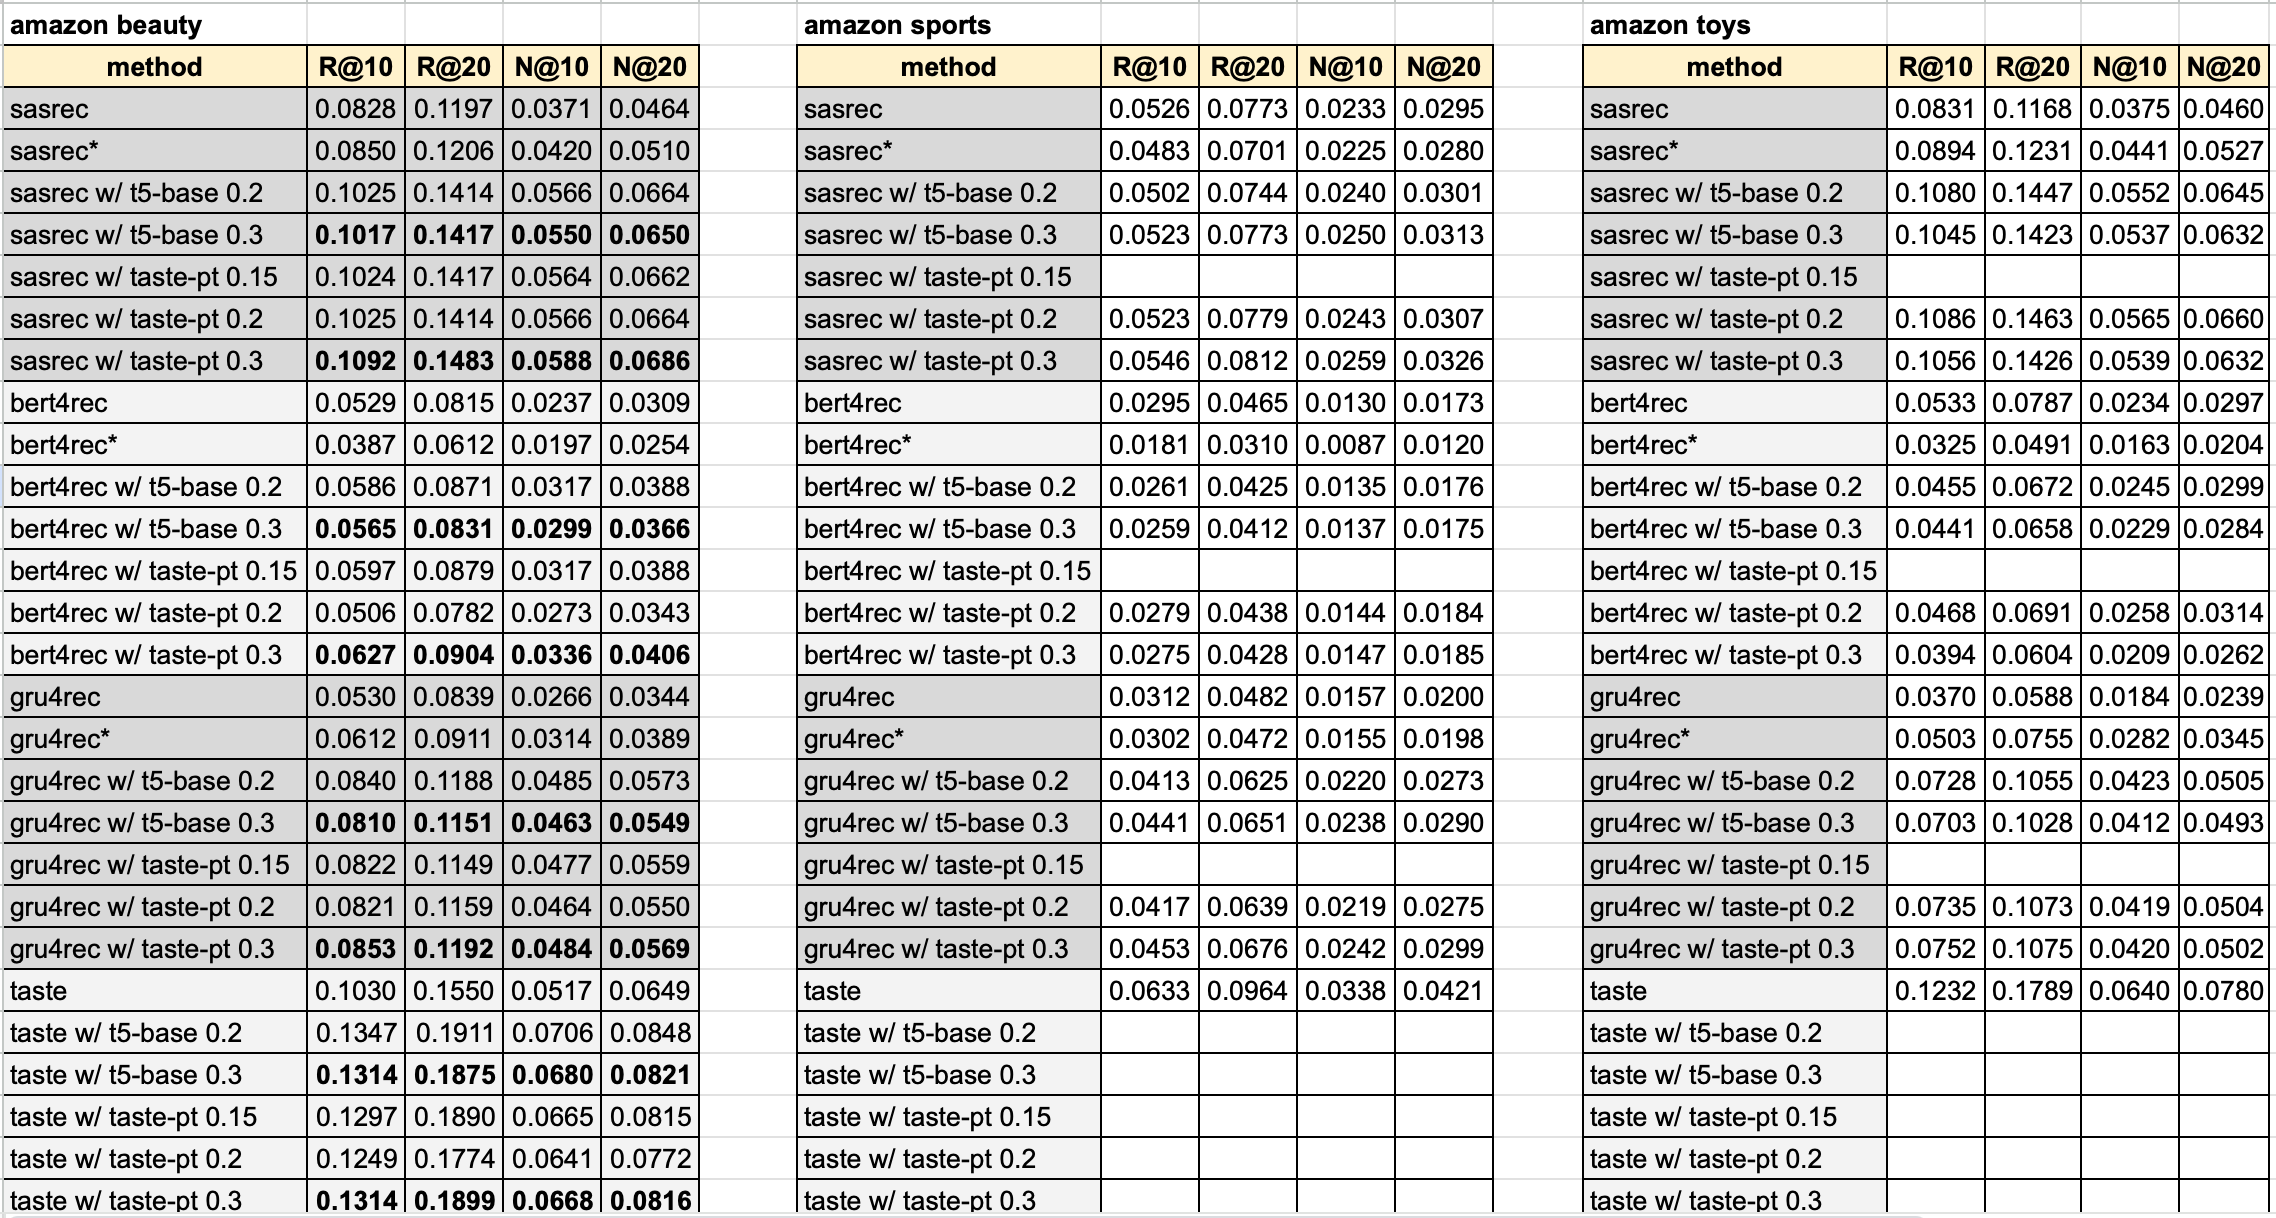 amazon beauty amazon sports amazon toys
method R@10 R@20 N@10 N@20 method R@10 R@20 N@10 N@20 method R@10 R@20 N@10 N@20
sasrec 0.0828 0.1197 0.0371 0.0464 sasrec 0.0526 0.0773 0.0233 0.0295 sasrec 0.0831 0.1168 0.0375 0.0460
sasrec* 0.0850 0.1206 0.0420 0.0510 sasrec* 0.0483 0.0701 0.0225 0.0280 sasrec* 0.0894 0.1231 0.0441 0.0527
sasrec w/ t5-base 0.2 0.1025 0.1414 0.0566 0.0664 sasrec w/ t5-base 0.2 0.0502 0.0744 0.0240 0.0301 sasrec w/ t5-base 0.2 0.1080 0.1447 0.0552 0.0645
sasrec w/ t5-base 0.3 0.1017 0.1417 0.0550 0.0650 sasrec w/ t5-base 0.3 0.0523 0.0773 0.0250 0.0313 sasrec w/ t5-base 0.3 0.1045 0.1423 0.0537 0.0632
sasrec w/ taste-pt 0.15 0.1024 0.1417 0.0564 0.0662 sasrec w/ taste-pt 0.15 sasrec w/ taste-pt 0.15
sasrec w/ taste-pt 0.2 0.1025 0.1414 0.0566 0.0664 sasrec w/ taste-pt 0.2 0.0523 0.0779 0.0243 0.0307 sasrec w/ taste-pt 0.2 0.1086 0.1463 0.0565 0.0660
sasrec w/ taste-pt 0.3 0.1092 0.1483 0.0588 0.0686 sasrec w/ taste-pt 0.3 0.0546 0.0812 0.0259 0.0326 sasrec w/ taste-pt 0.3 0.1056 0.1426 0.0539 0.0632
bert4rec 0.0529 0.0815 0.0237 0.0309 bert4rec 0.0295 0.0465 0.0130 0.0173 bert4rec 0.0533 0.0787 0.0234 0.0297
bert4rec* 0.0387 0.0612 0.0197 0.0254 bert4rec* 0.0181 0.0310 0.0087 0.0120 bert4rec* 0.0325 0.0491 0.0163 0.0204
bert4rec w/ t5-base 0.2 0.0586 0.0871 0.0317 0.0388 bert4rec w/ t5-base 0.2 0.0261 0.0425 0.0135 0.0176 bert4rec w/ t5-base 0.2 0.0455 0.0672 0.0245 0.0299
bert4rec w/ t5-base 0.3 0.0565 0.0831 0.0299 0.0366 bert4rec w/ t5-base 0.3 0.0259 0.0412 0.0137 0.0175 bert4rec w/ t5-base 0.3 0.0441 0.0658 0.0229 0.0284
bert4rec w/ taste-pt 0.15 0.0597 0.0879 0.0317 0.0388 bert4rec w/ taste-pt 0.15 bert4rec w/ taste-pt 0.15
bert4rec w/ taste-pt 0.2 0.0506 0.0782 0.0273 0.0343 bert4rec w/ taste-pt 0.2 0.0279 0.0438 0.0144 0.0184 bert4rec w/ taste-pt 0.2 0.0468 0.0691 0.0258 0.0314
bert4rec w/ taste-pt 0.3 0.0627 0.0904 0.0336 0.0406 bert4rec w/ taste-pt 0.3 0.0275 0.0428 0.0147 0.0185 bert4rec w/ taste-pt 0.3 0.0394 0.0604 0.0209 0.0262
gru4rec 0.0530 0.0839 0.0266 0.0344 gru4rec 0.0312 0.0482 0.0157 0.0200 gru4rec 0.0370 0.0588 0.0184 0.0239
gru4rec* 0.0612 0.0911 0.0314 0.0389 gru4rec* 0.0302 0.0472 0.0155 0.0198 gru4rec* 0.0503 0.0755 0.0282 0.0345
gru4rec w/ t5-base 0.2 0.0840 0.1188 0.0485 0.0573 gru4rec w/ t5-base 0.2 0.0413 0.0625 0.0220 0.0273 gru4rec w/ t5-base 0.2 0.0728 0.1055 0.0423 0.0505
gru4rec w/ t5-base 0.3 0.0810 0.1151 0.0463 0.0549 gru4rec w/ t5-base 0.3 0.0441 0.0651 0.0238 0.0290 gru4rec w/ t5-base 0.3 0.0703 0.1028 0.0412 0.0493
gru4rec w/ taste-pt 0.15 0.0822 0.1149 0.0477 0.0559 gru4rec w/ taste-pt 0.15 gru4rec w/ taste-pt 0.15
gru4rec w/ taste-pt 0.2 0.0821 0.1159 0.0464 0.0550 gru4rec w/ taste-pt 0.2 0.0417 0.0639 0.0219 0.0275 gru4rec w/ taste-pt 0.2 0.0735 0.1073 0.0419 0.0504
gru4rec w/ taste-pt 0.3 0.0853 0.1192 0.0484 0.0569 gru4rec w/ taste-pt 0.3 0.0453 0.0676 0.0242 0.0299 gru4rec w/ taste-pt 0.3 0.0752 0.1075 0.0420 0.0502
taste 0.1030 0.1550 0.0517 0.0649 taste 0.0633 0.0964 0.0338 0.0421 taste 0.1232 0.1789 0.0640 0.0780
taste w/ t5-base 0.2 0.1347 0.1911 0.0706 0.0848 taste w/ t5-base 0.2 taste w/ t5-base 0.2
taste w/ t5-base 0.3 0.1314 0.1875 0.0680 0.0821 taste w/ t5-base 0.3 taste w/ t5-base 0.3
taste w/ taste-pt 0.15 0.1297 0.1890 0.0665 0.0815 taste w/ taste-pt 0.15 taste w/ taste-pt 0.15
taste w/ taste-pt 0.2 0.1249 0.1774 0.0641 0.0772 taste w/ taste-pt 0.2 taste w/ taste-pt 0.2
taste w/ taste-pt 0.3 0.1314 0.1899 0.0668 0.0816 taste w/ taste-pt 0.3 taste w/ taste-pt 0.3